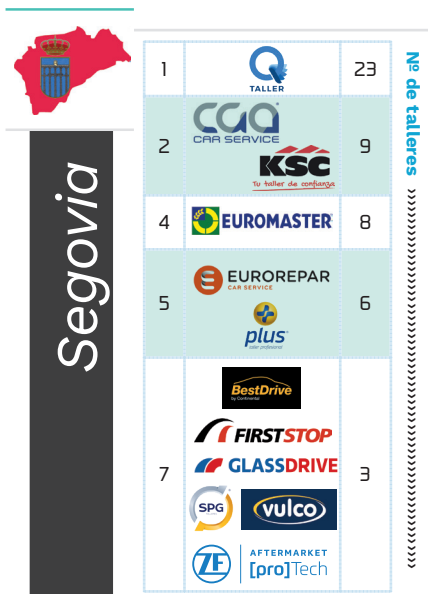 Segovia
Nº de talleres
1
TALLER
23
2
CGA
CAR SERVICE
KSC
Tu taller de confianza
9
4
EUROMASTER
8
5
EUROREPAR
CAR SERVICE
plus
6
7
BestDrive
by Continental
FIRSTSTOP
GLASSDRIVE
SPG
vulco
ZF
AFTERMARKET
[pro]Tech
3